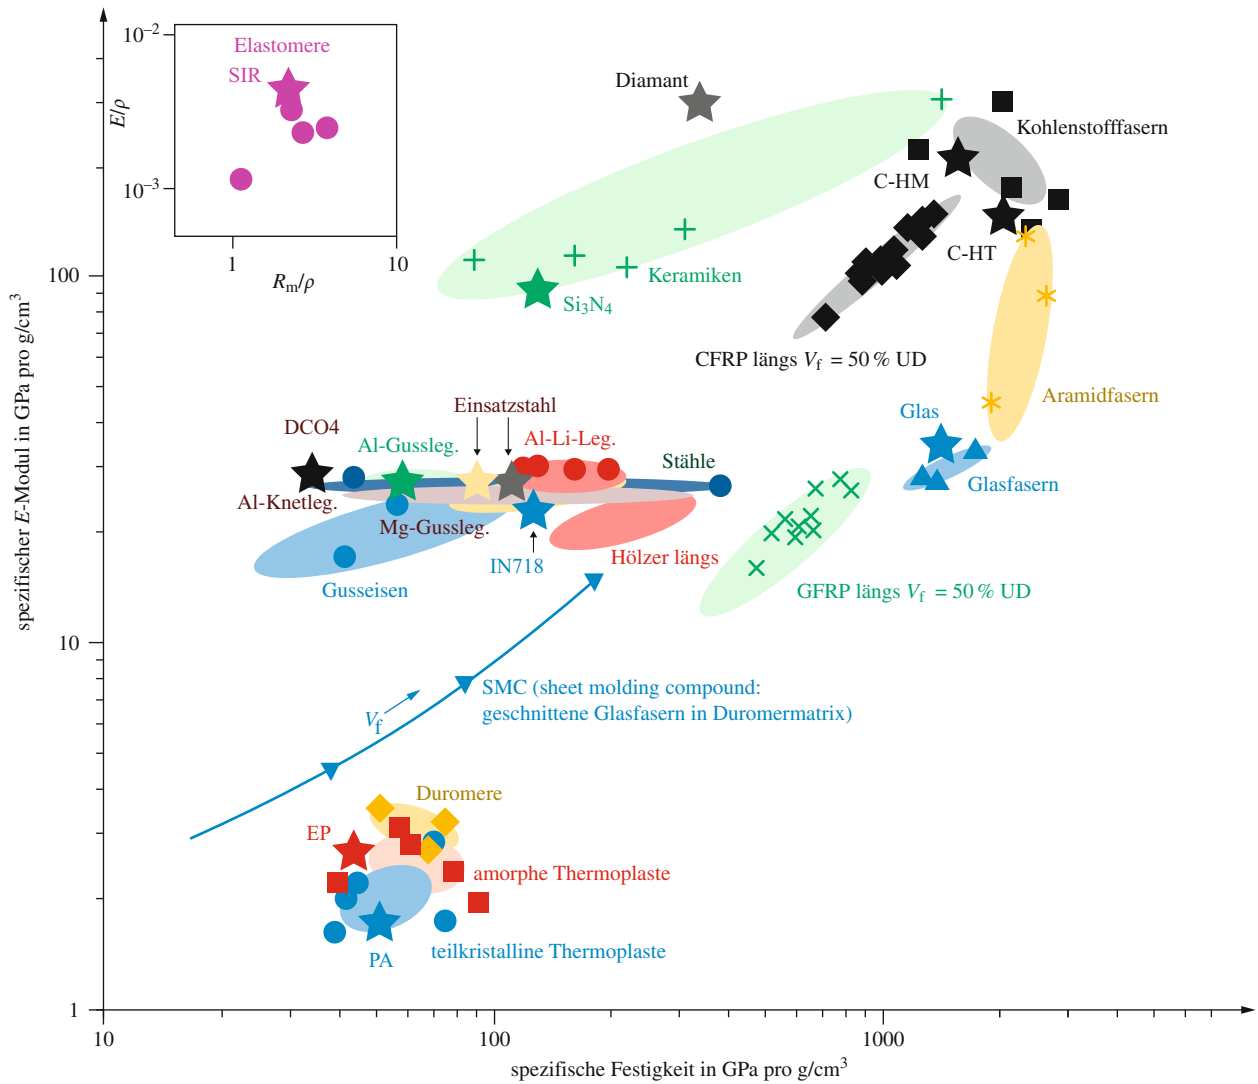 10⁻²
Elastomere
SIR
E/ρ
10⁻³
1
10
Rₘ/ρ
Diamant
Kohlenstofffasern
C-HM
C-HT
Keramiken
Si₃N₄
100
CFRP längs V_f = 50 % UD
Aramidfasern
Einsatzstahl
Glas
DCO4
Al-Gussleg.
Al-Li-Leg.
Stähle
Glasfasern
Al-Knetleg.
Mg-Gussleg.
IN718
Hölzer längs
Gusseisen
GFRP längs V_f = 50 % UD
10
SMC (sheet molding compound:
geschnittene Glasfasern in Duromermatrix)
V_f
Duromere
EP
amorphe Thermoplaste
teilkristalline Thermoplaste
PA
1
10
100
1000
spezifischer E-Modul in GPa pro g/cm³
spezifische Festigkeit in GPa pro g/cm³